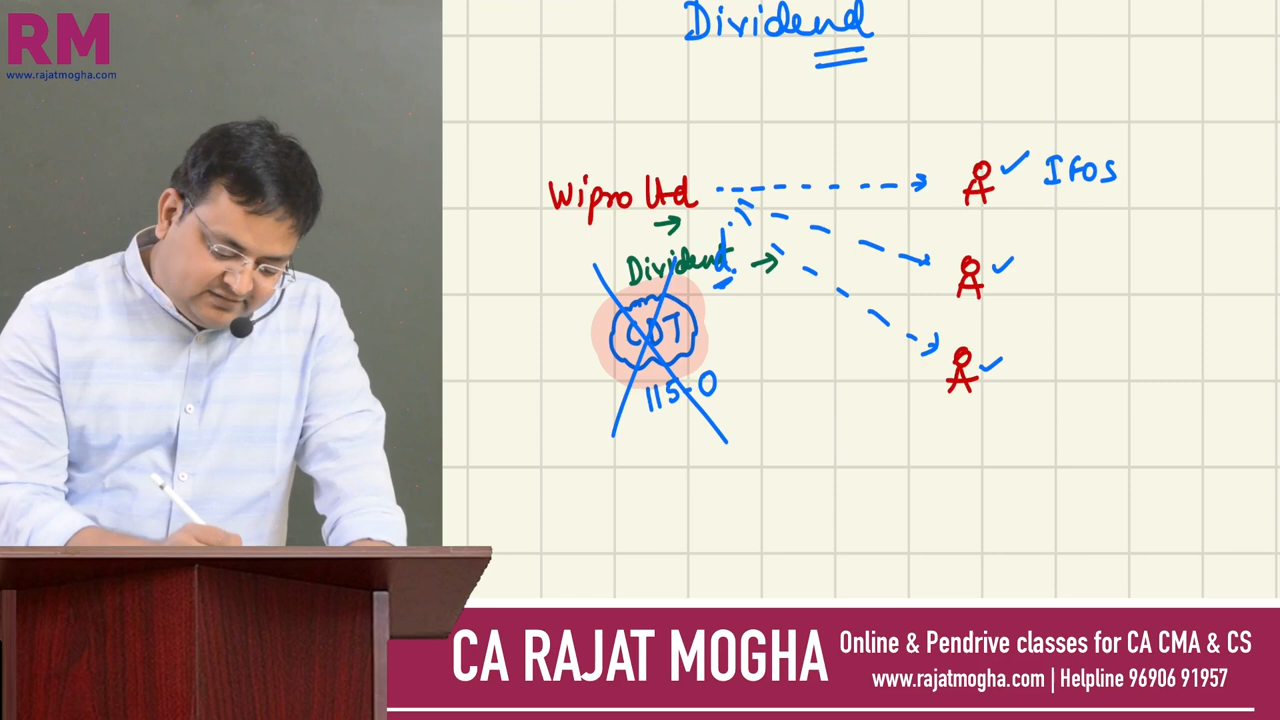 RM
www.rajatmogha.com
Dividend
Wipro Ltd
IFOS
Dividend
CDT
115-O
CA RAJAT MOGHA
Online & Pendrive classes for CA CMA & CS
www.rajatmogha.com | Helpline 96906 91957